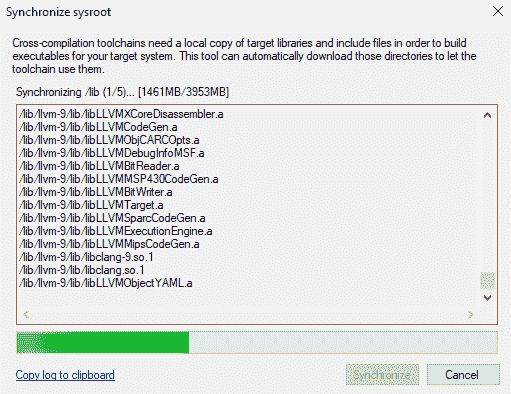 Synchronize sysroot
Cross-compilation toolchains need a local copy of target libraries and include files in order to build
executables for your target system. This tool can automatically download those directories to let the
toolchain use them.
Synchronizing /lib (1/5)... [1461MB/3953MB]
/lib/llvm-9/lib/libLLVMXCoreDisassembler.a
/lib/llvm-9/lib/libLLVMCodeGen.a
/lib/llvm-9/lib/libLLVMObjCARCOpts.a
/lib/llvm-9/lib/libLLVMDebugInfoMSF.a
/lib/llvm-9/lib/libLLVMBitReader.a
/lib/llvm-9/lib/libLLVMMSP430CodeGen.a
/lib/llvm-9/lib/libLLVMBitWriter.a
/lib/llvm-9/lib/libLLVMTarget.a
/lib/llvm-9/lib/libLLVMSparcCodeGen.a
/lib/llvm-9/lib/libLLVMExecutionEngine.a
/lib/llvm-9/lib/libLLVMMipsCodeGen.a
/lib/llvm-9/lib/libclang-9.so.1
/lib/llvm-9/lib/libclang.so.1
/lib/llvm-9/lib/libLLVMObjectYAML.a
Copy log to clipboard
Synchronize
Cancel